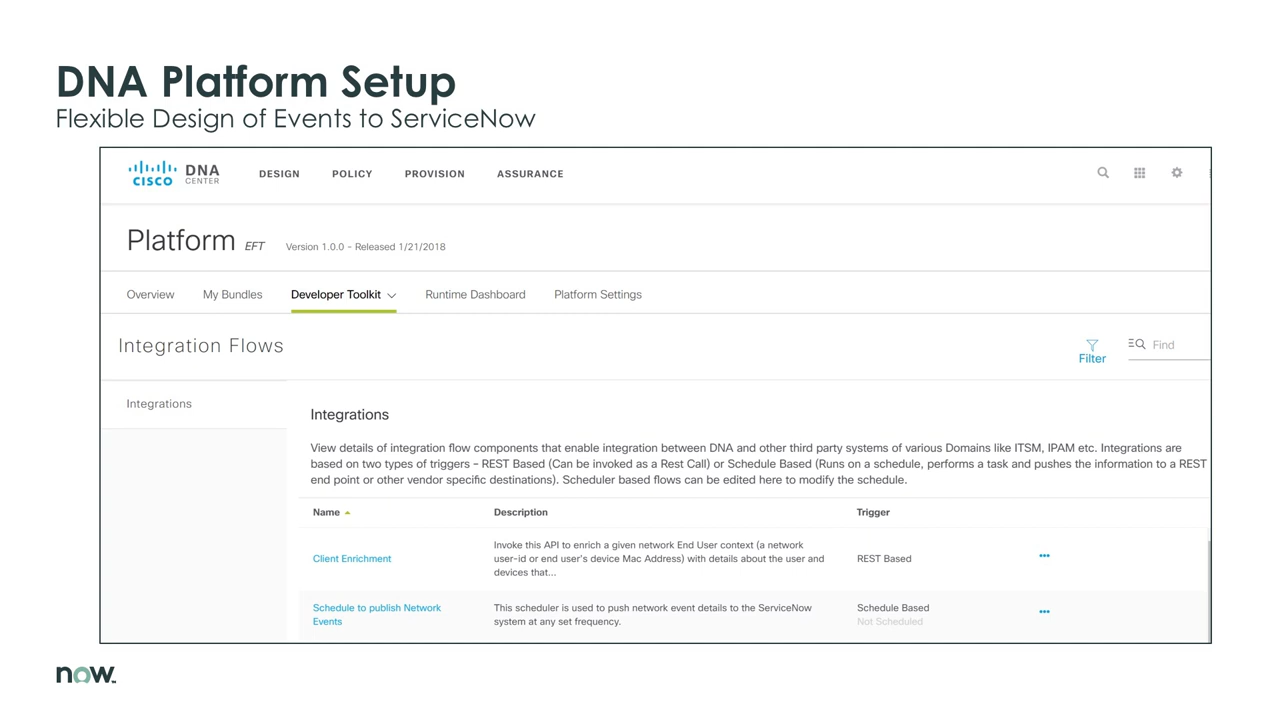 DNA Platform Setup
Flexible Design of Events to ServiceNow
CISCO DNA CENTER
DESIGN POLICY PROVISION ASSURANCE
Platform EFT Version 1.0.0 – Released 1/21/2018
Overview My Bundles Developer Toolkit Runtime Dashboard Platform Settings
Integration Flows
Filter
Find
Integrations
Integrations
View details of integration flow components that enable integration between DNA and other third party systems of various Domains like ITSM, IPAM etc. Integrations are
based on two types of triggers – REST Based (Can be invoked as a Rest Call) or Schedule Based (Runs on a schedule, performs a task and pushes the information to a REST
end point or other vendor specific destinations). Scheduler based flows can be edited here to modify the schedule.
Name Description Trigger
Client Enrichment
Invoke this API to enrich a given network End User context (a network
user-id or end user's device Mac Address) with details about the user and
devices that...
REST Based
Schedule to publish Network
Events
This scheduler is used to push network event details to the ServiceNow
system at any set frequency.
Schedule Based
Not Scheduled
now